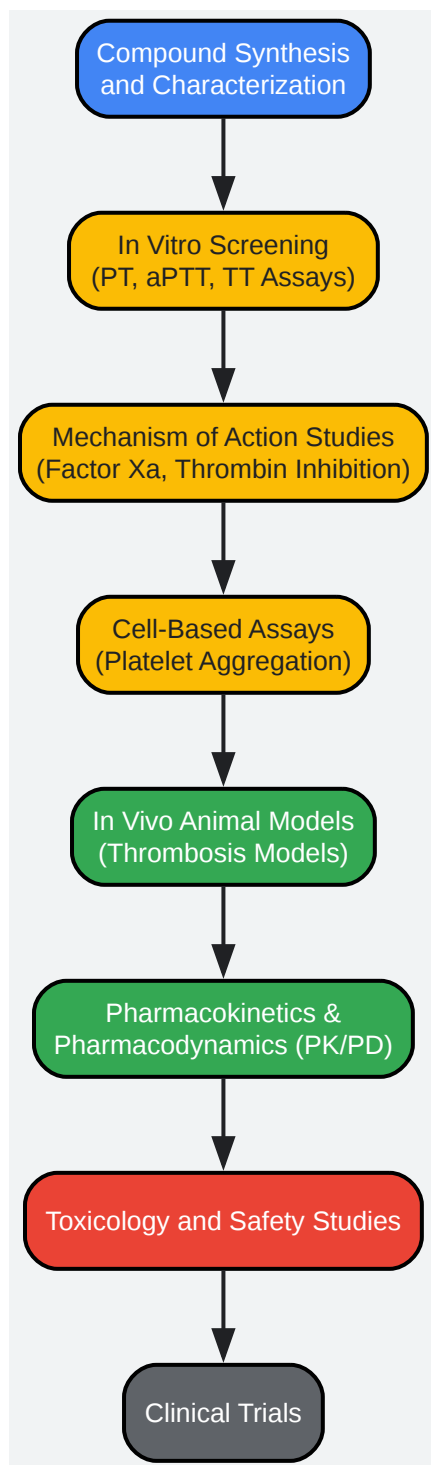 Compound Synthesis
and Characterization
In Vitro Screening
(PT, aPTT, TT Assays)
Mechanism of Action Studies
(Factor Xa, Thrombin Inhibition)
Cell-Based Assays
(Platelet Aggregation)
In Vivo Animal Models
(Thrombosis Models)
Pharmacokinetics &
Pharmacodynamics (PK/PD)
Toxicology and Safety Studies
Clinical Trials